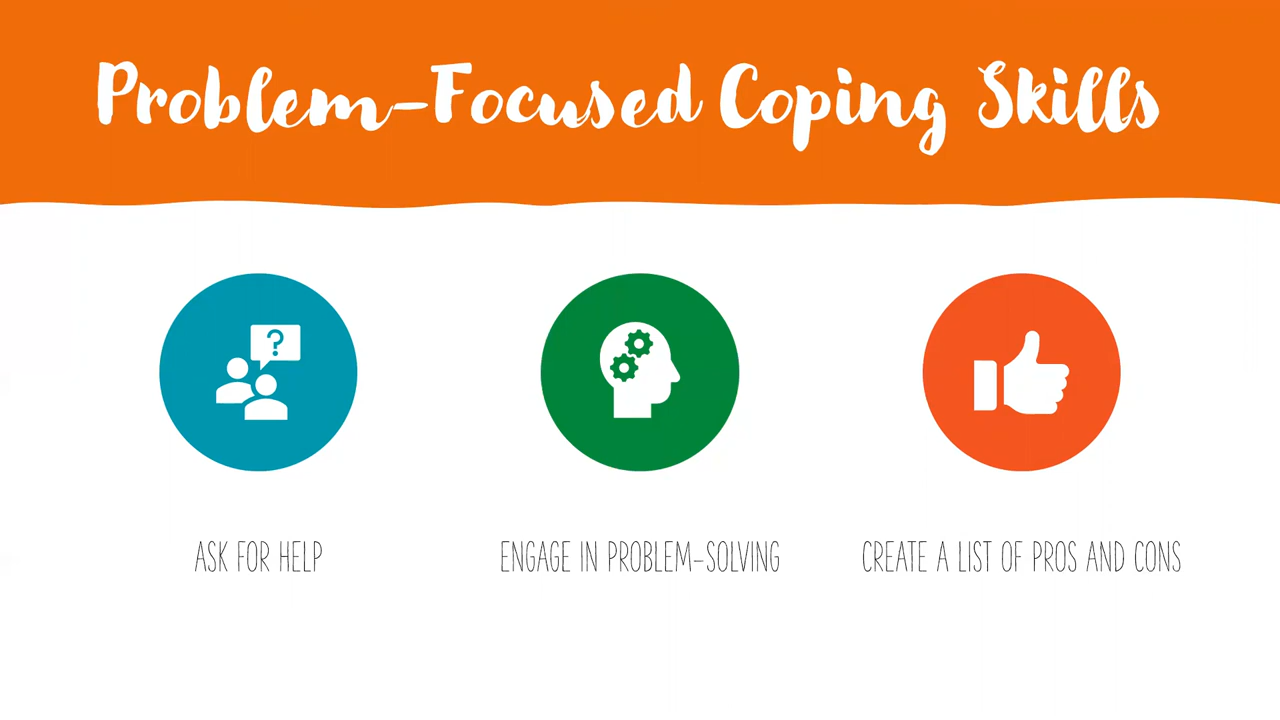 Problem-Focused Coping Skills
?
ASK FOR HELP
ENGAGE IN PROBLEM-SOLVING
CREATE A LIST OF PROS AND CONS